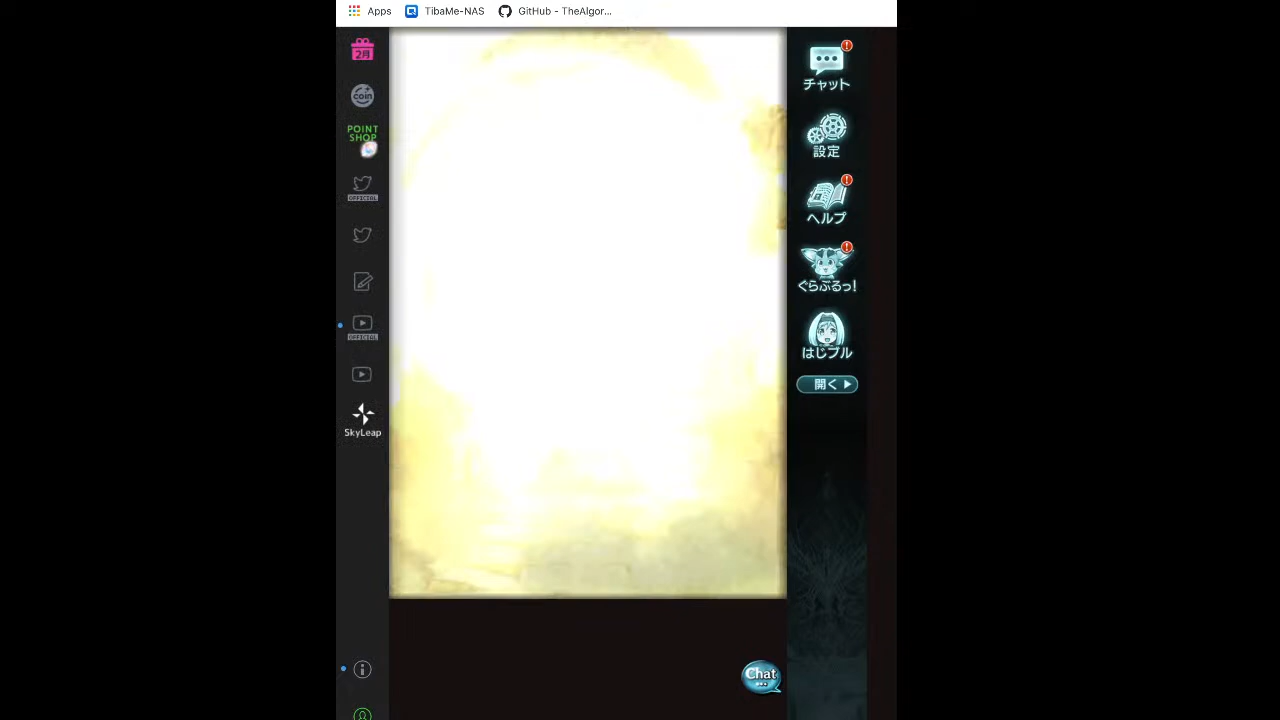 Apps
TibaMe-NAS
GitHub - TheAlgor...
2月
coin
POINT
SHOP
OFFICIAL
OFFICIAL
SkyLeap
チャット
設定
ヘルプ
ぐらぶるっ!
はじブル
開く
Chat